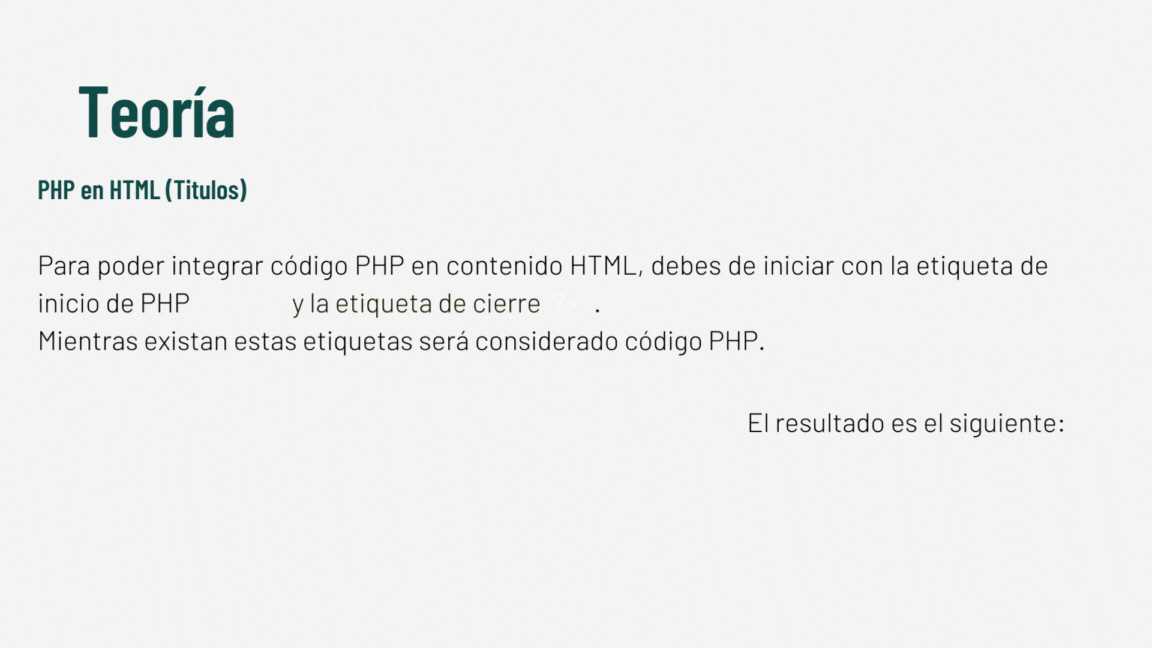 Teoría
PHP en HTML (Titulos)
Para poder integrar código PHP en contenido HTML, debes de iniciar con la etiqueta de
inicio de PHP y la etiqueta de cierre ?> .
Mientras existan estas etiquetas será considerado código PHP.
El resultado es el siguiente: